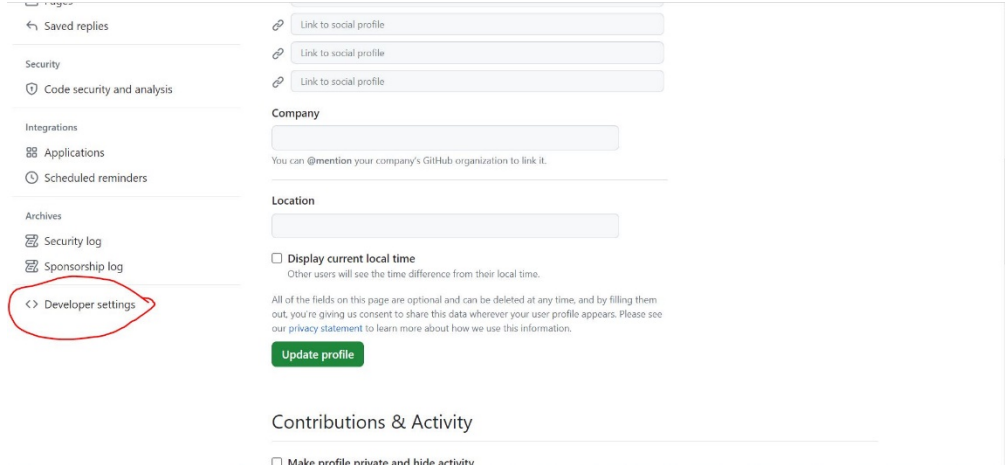 Pages
Saved replies
Security
Code security and analysis
Integrations
Applications
Scheduled reminders
Archives
Security log
Sponsorship log
Developer settings
Link to social profile
Link to social profile
Link to social profile
Company
You can @mention your company's GitHub organization to link it.
Location
Display current local time
Other users will see the time difference from their local time.
All of the fields on this page are optional and can be deleted at any time, and by filling them
out, you're giving us consent to share this data wherever your user profile appears. Please see
our privacy statement to learn more about how we use this information.
Update profile
Contributions & Activity
Make profile private and hide activity